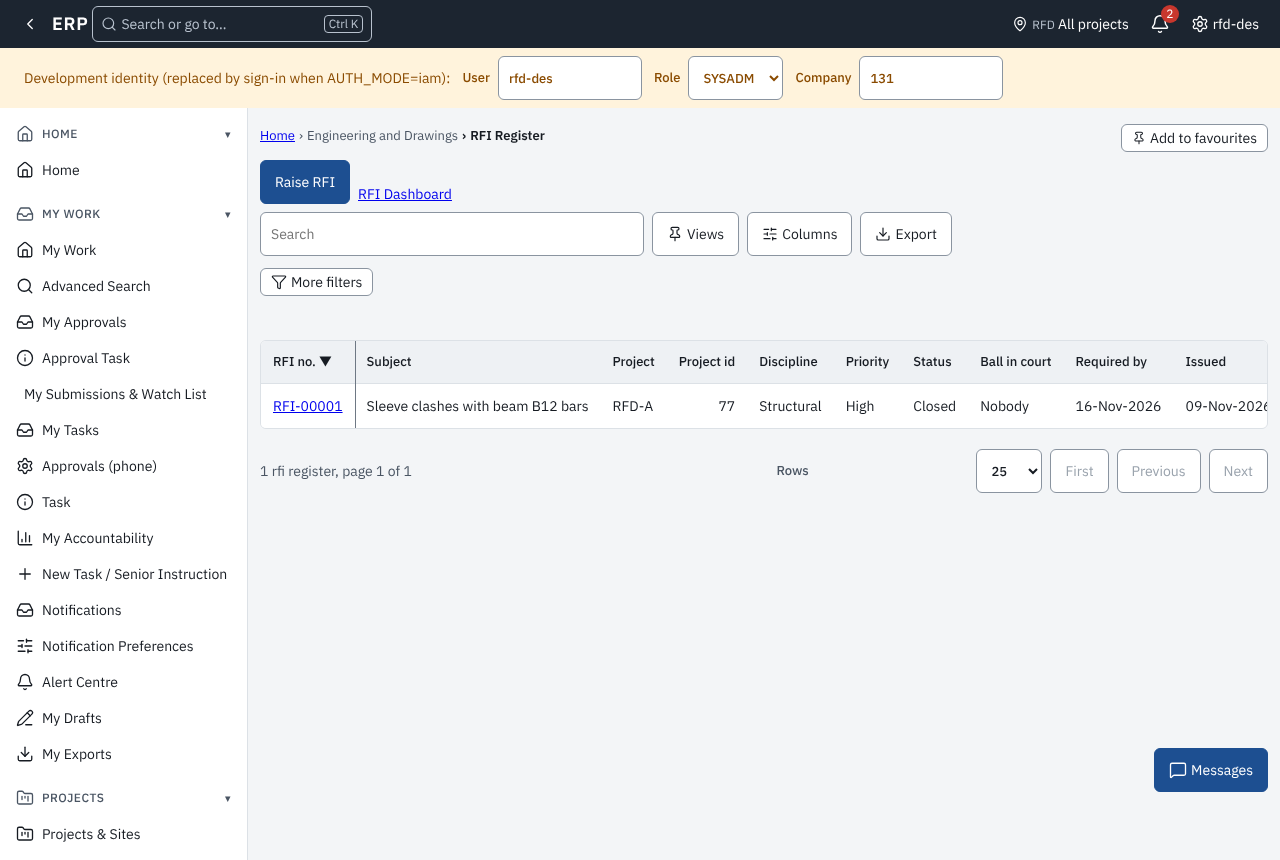 ERP
Search or go to...
Ctrl K
RFD All projects
2
rfd-des
Development identity (replaced by sign-in when AUTH_MODE=iam):
User
rfd-des
Role
SYSADM
Company
131
HOME
Home
MY WORK
My Work
Advanced Search
My Approvals
Approval Task
My Submissions & Watch List
My Tasks
Approvals (phone)
Task
My Accountability
New Task / Senior Instruction
Notifications
Notification Preferences
Alert Centre
My Drafts
My Exports
PROJECTS
Projects & Sites
Home › Engineering and Drawings › RFI Register
Add to favourites
Raise RFI
RFI Dashboard
Search
Views
Columns
Export
More filters
RFI no. ▼ Subject Project Project id Discipline Priority Status Ball in court Required by Issued
RFI-00001 Sleeve clashes with beam B12 bars RFD-A 77 Structural High Closed Nobody 16-Nov-2026 09-Nov-2026
1 rfi register, page 1 of 1
Rows
25
First
Previous
Next
Messages